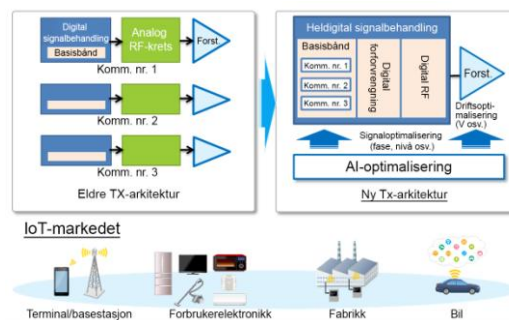 Digital
signalbehandling
Basisbånd
Analog
RF-krets
Forst.
Komm. nr. 1
Komm. nr. 2
Komm. nr. 3
Eldre TX-arkitektur
Heldigital signalbehandling
Basisbånd
Komm. nr. 1
Komm. nr. 2
Komm. nr. 3
Digital
forforvrengning
Digital RF
Forst.
Driftsopti-
malisering
(V osv.)
Signaloptimalisering
(fase, nivå osv.)
AI-optimalisering
Ny Tx-arkitektur
IoT-markedet
Terminal/basestasjon
Forbrukerelektronikk
Fabrikk
Bil